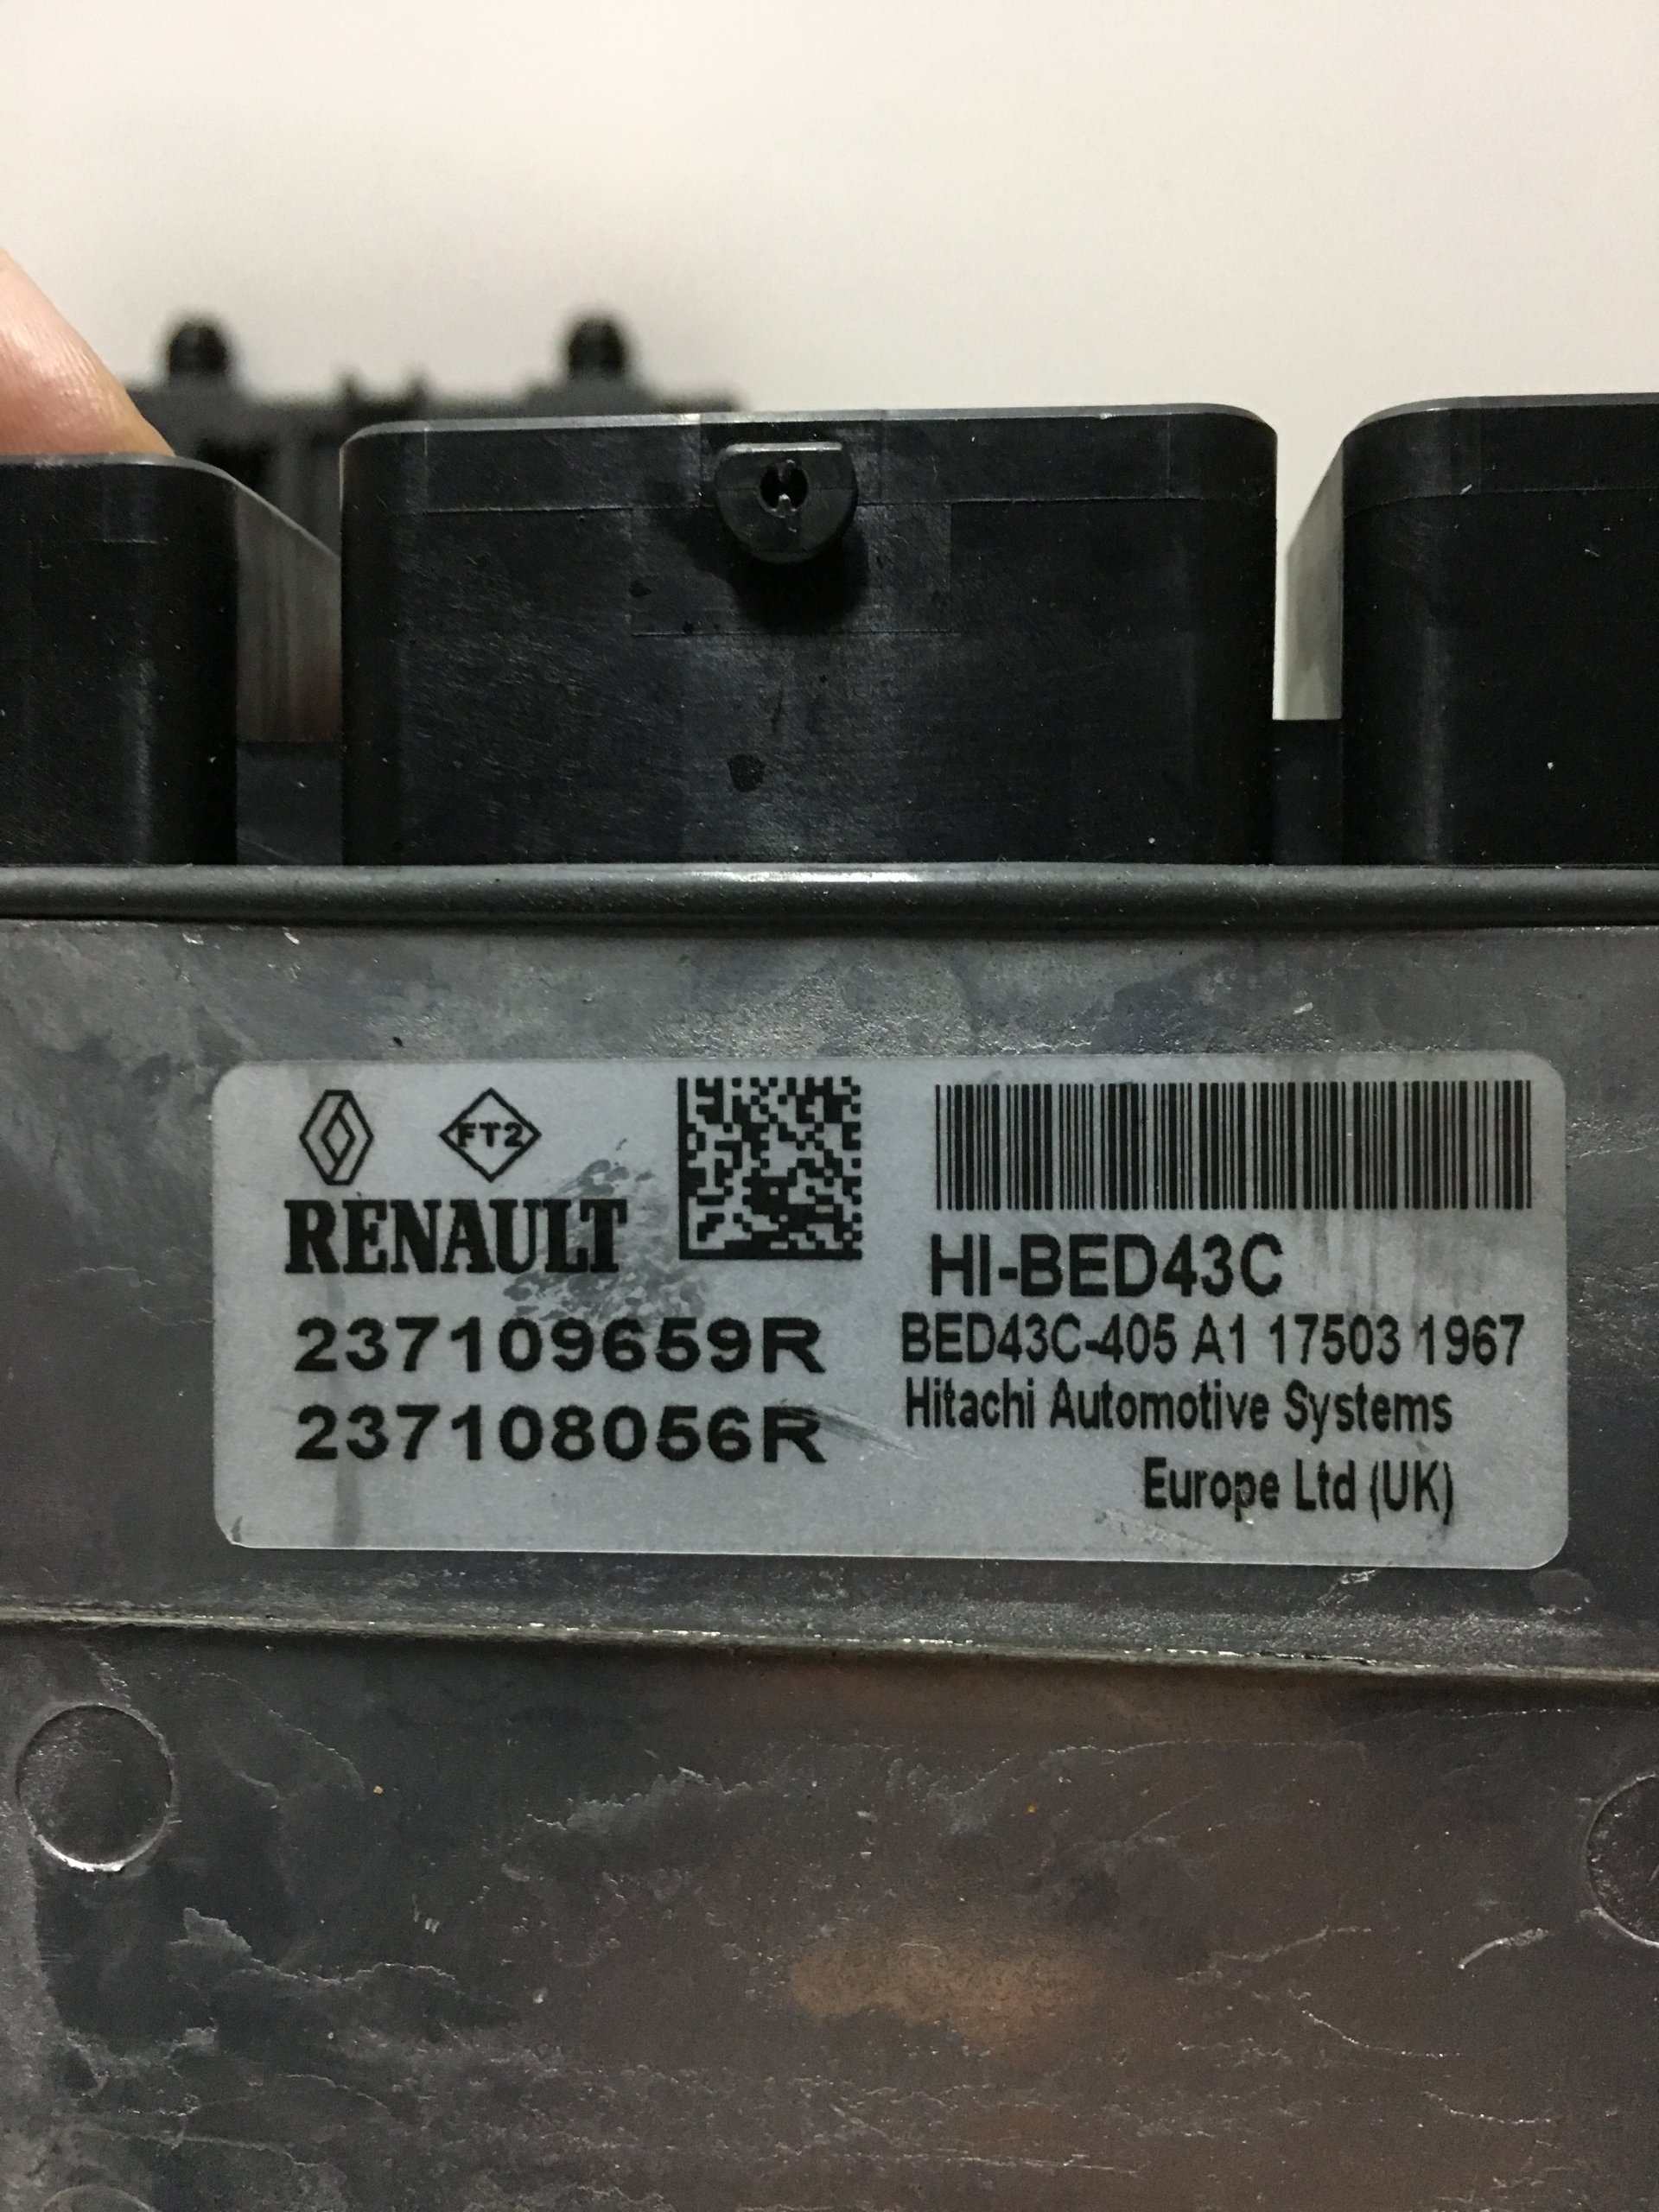 FT2
RENAULT
237109659R
237108056R
HI-BED43C
BED43C-405 A1 17503 1967
Hitachi Automotive Systems
Europe Ltd (UK)